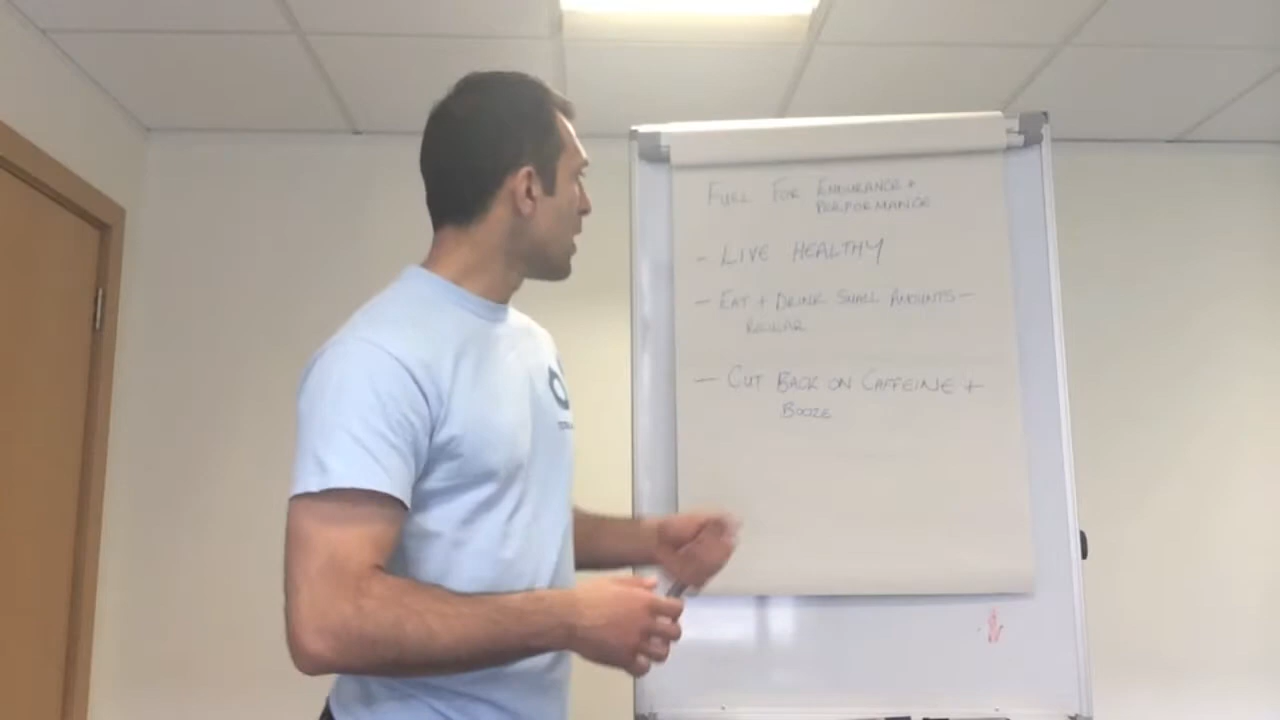 FUEL FOR ENDURANCE +
PERFORMANCE
- LIVE HEALTHY
- EAT + DRINK SMALL AMOUNTS -
REGULAR
- CUT BACK ON CAFFEINE +
BOOZE